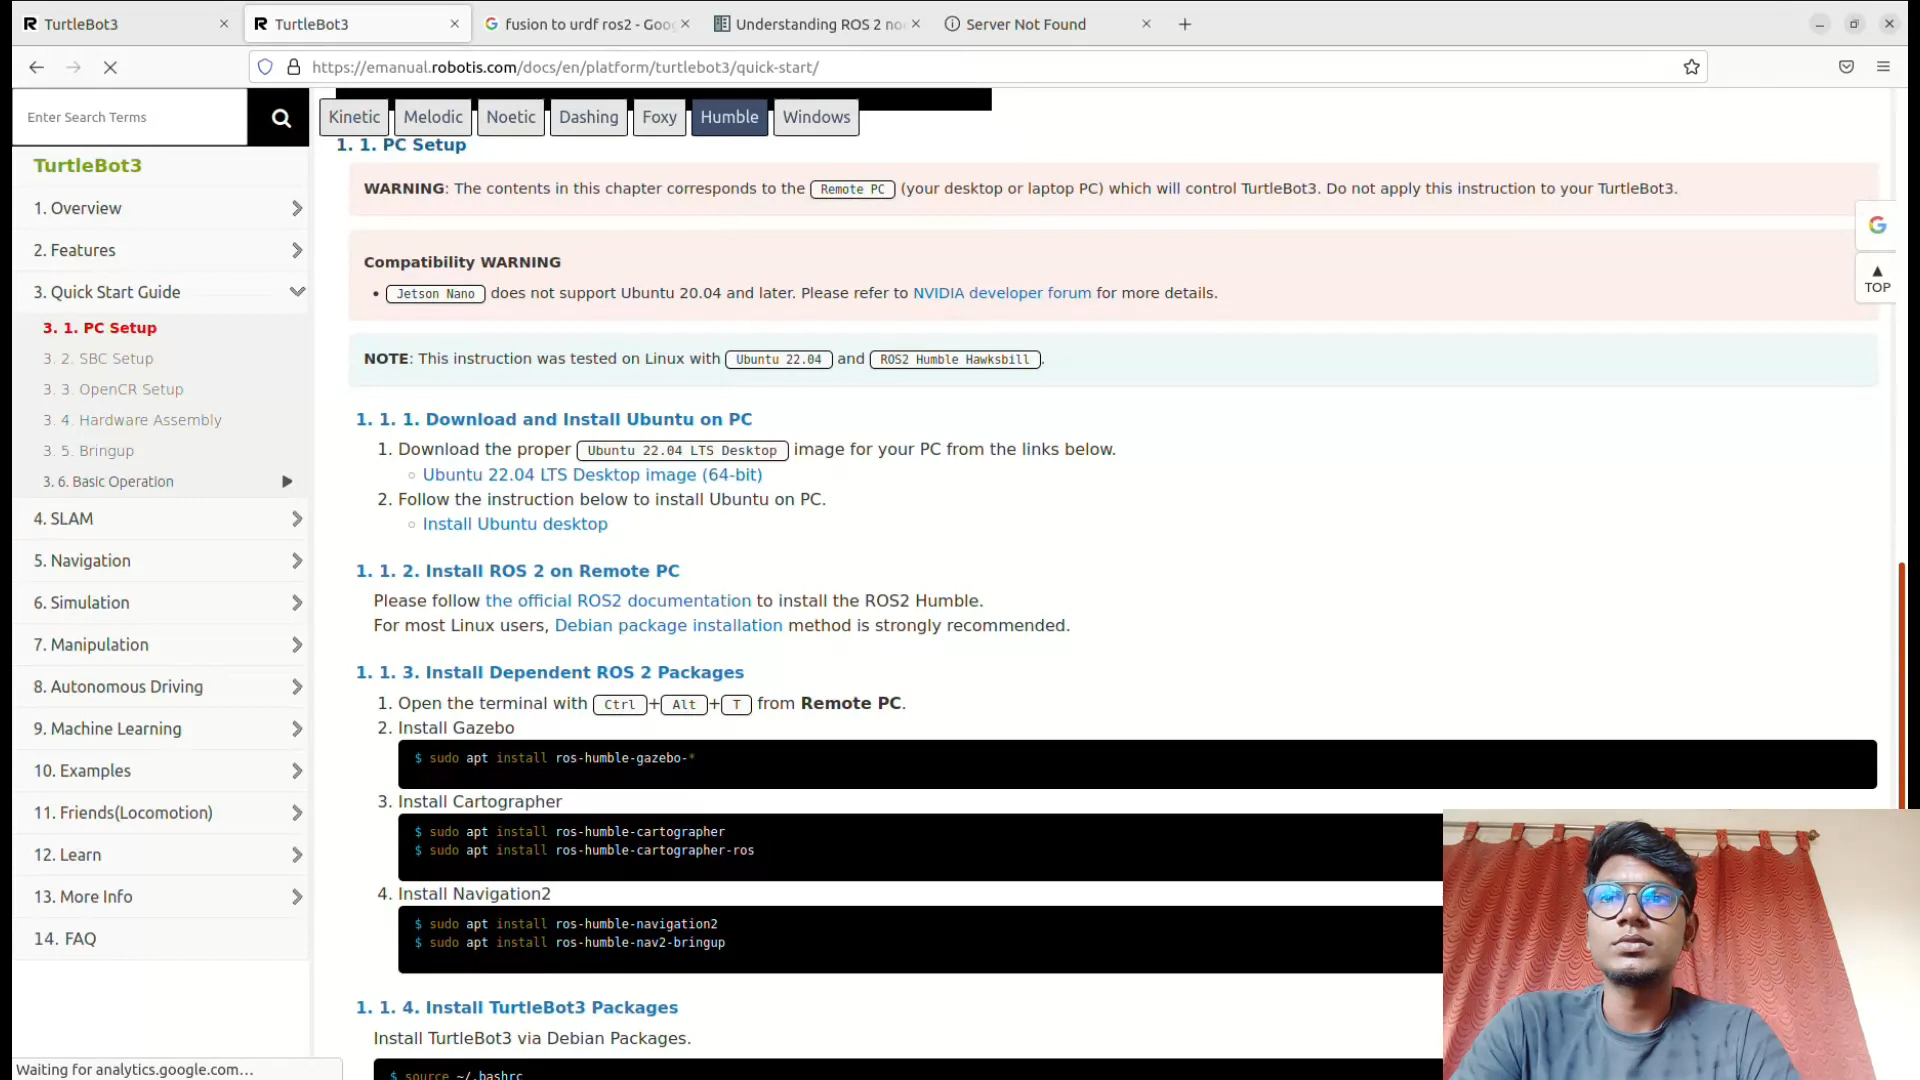 TurtleBot3
TurtleBot3
fusion to urdf ros2 - Goo
Understanding ROS 2 no
Server Not Found
https://emanual.robotis.com/docs/en/platform/turtlebot3/quick-start/
Enter Search Terms
Kinetic Melodic Noetic Dashing Foxy Humble Windows
TurtleBot3
1. Overview
2. Features
3. Quick Start Guide
3. 1. PC Setup
3. 2. SBC Setup
3. 3. OpenCR Setup
3. 4. Hardware Assembly
3. 5. Bringup
3. 6. Basic Operation
4. SLAM
5. Navigation
6. Simulation
7. Manipulation
8. Autonomous Driving
9. Machine Learning
10. Examples
11. Friends(Locomotion)
12. Learn
13. More Info
14. FAQ
Waiting for analytics.google.com…
1. 1. PC Setup
WARNING: The contents in this chapter corresponds to the Remote PC (your desktop or laptop PC) which will control TurtleBot3. Do not apply this instruction to your TurtleBot3.
Compatibility WARNING
• Jetson Nano does not support Ubuntu 20.04 and later. Please refer to NVIDIA developer forum for more details.
NOTE: This instruction was tested on Linux with Ubuntu 22.04 and ROS2 Humble Hawksbill.
1. 1. 1. Download and Install Ubuntu on PC
1. Download the proper Ubuntu 22.04 LTS Desktop image for your PC from the links below.
Ubuntu 22.04 LTS Desktop image (64-bit)
2. Follow the instruction below to install Ubuntu on PC.
Install Ubuntu desktop
1. 1. 2. Install ROS 2 on Remote PC
Please follow the official ROS2 documentation to install the ROS2 Humble.
For most Linux users, Debian package installation method is strongly recommended.
1. 1. 3. Install Dependent ROS 2 Packages
1. Open the terminal with Ctrl+Alt+T from Remote PC.
2. Install Gazebo
$ sudo apt install ros-humble-gazebo-*
3. Install Cartographer
$ sudo apt install ros-humble-cartographer
$ sudo apt install ros-humble-cartographer-ros
4. Install Navigation2
$ sudo apt install ros-humble-navigation2
$ sudo apt install ros-humble-nav2-bringup
1. 1. 4. Install TurtleBot3 Packages
Install TurtleBot3 via Debian Packages.
$ source ~/.bashrc
G
▲
TOP